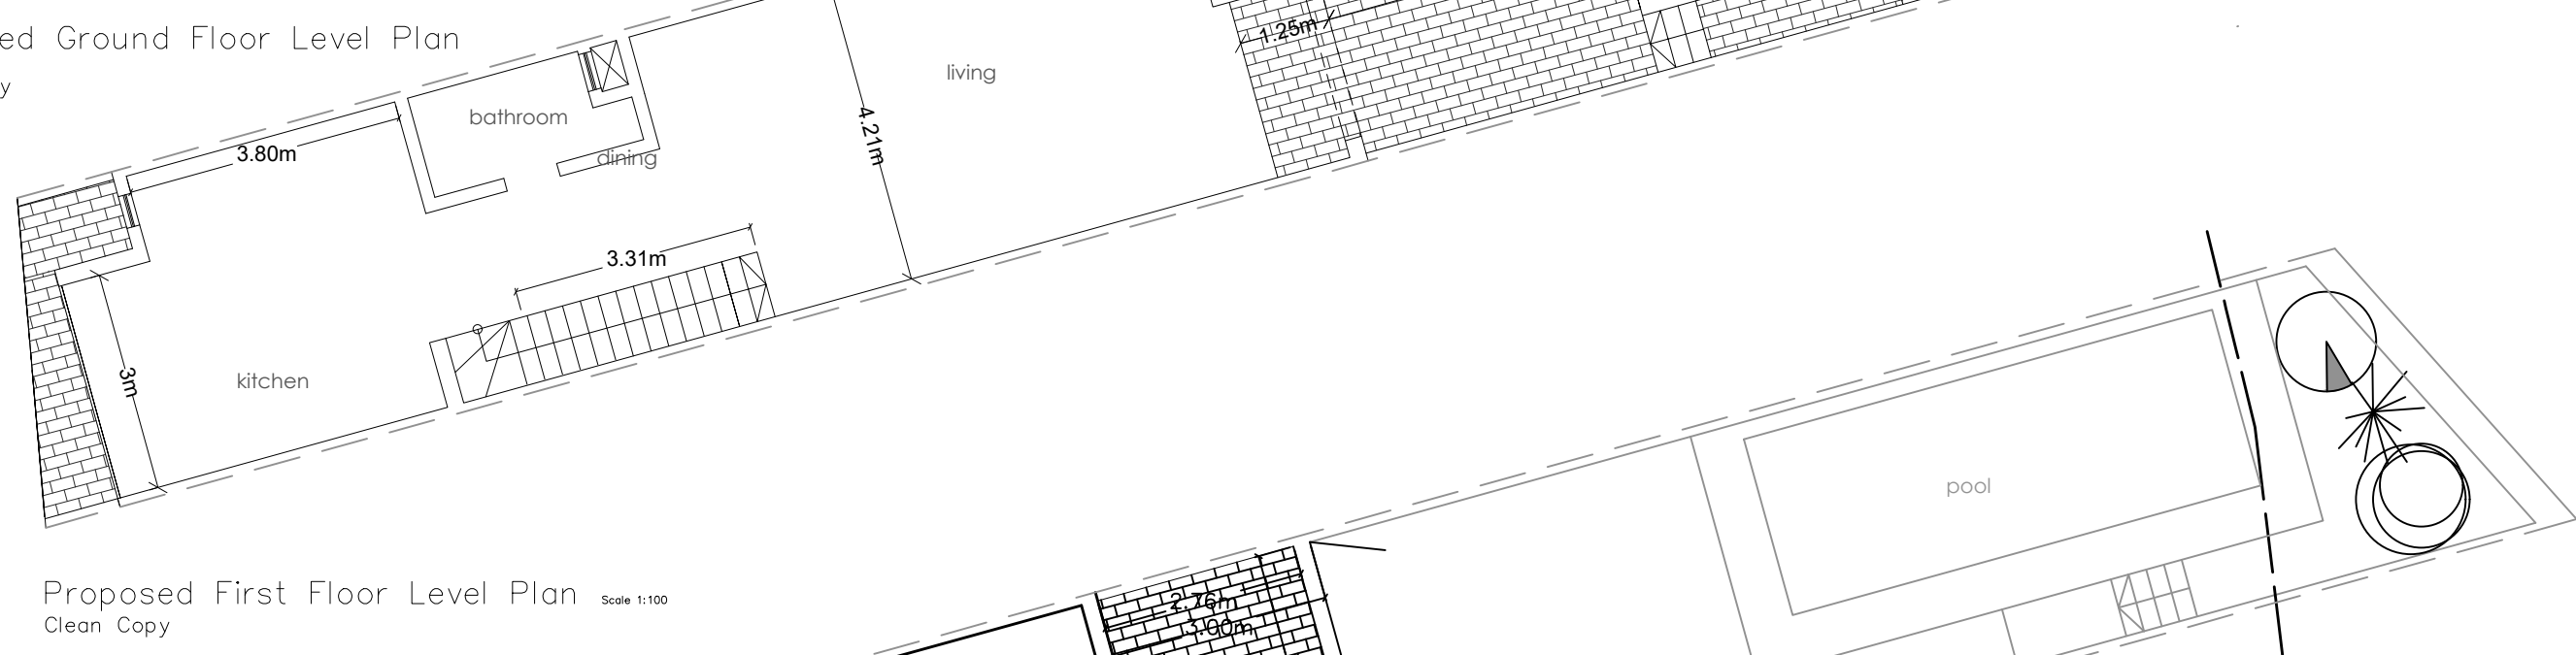 ed Ground Floor Level Plan
y
1.25m
living
bathroom
4.21m
3.80m
dining
3.31m
3m
kitchen
pool
Proposed First Floor Level Plan Scale 1:100
Clean Copy
2.76m
3.00m